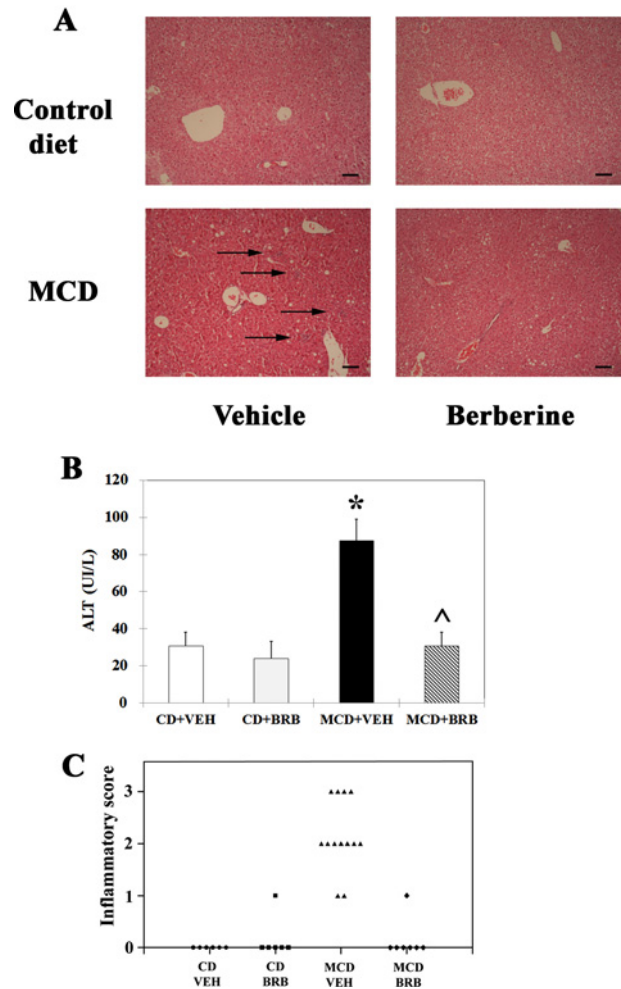 A
Control
diet
MCD
Vehicle
Berberine
B
120
100
80
60
40
20
0
ALT (UI/L)
*
^
CD+VEH
CD+BRB
MCD+VEH
MCD+BRB
C
3
2
1
0
Inflammatory score
CD
VEH
CD
BRB
MCD
VEH
MCD
BRB